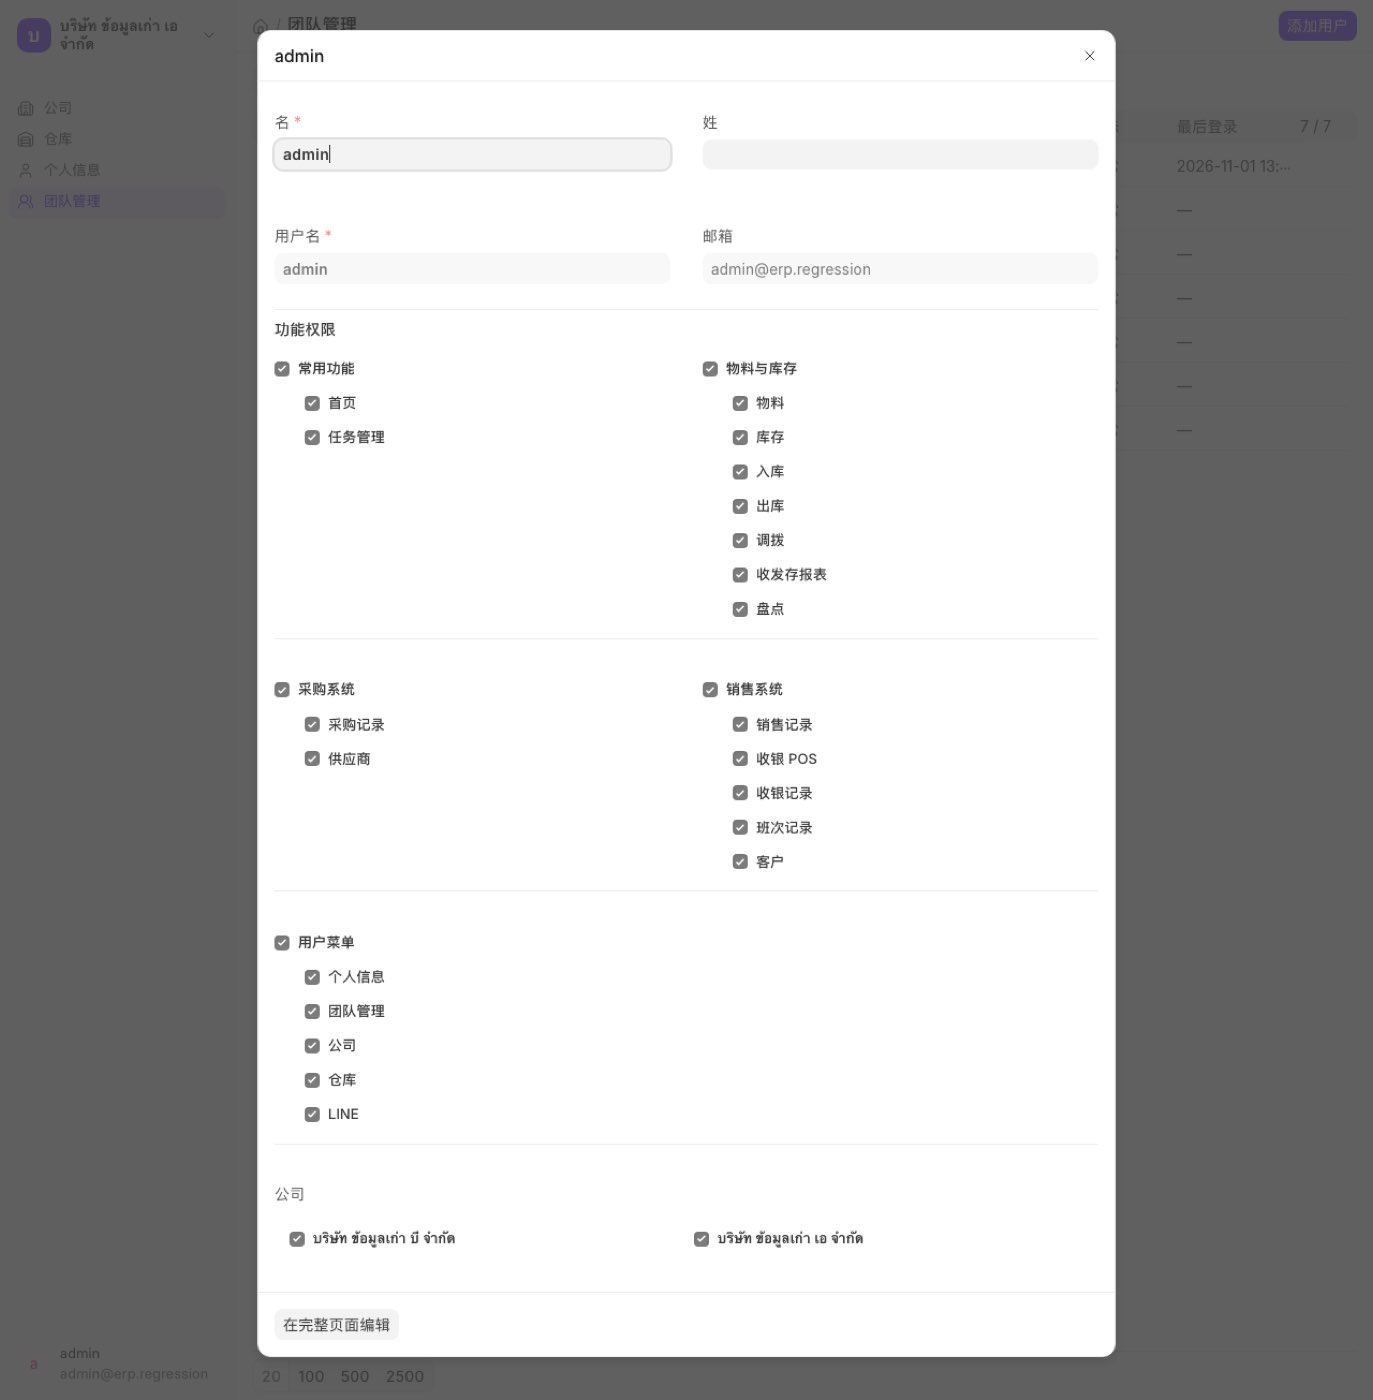 บริษัท ข้อมูลเก่า เอ
จำกัด
บ
/ 团队管理
添加用户
公司
仓库
个人信息
团队管理
最后登录
7 / 7
2026-11-01 13:...
—
—
—
—
—
—
admin
名 *
admin
姓
用户名 *
admin
邮箱
admin@erp.regression
功能权限
常用功能
首页
任务管理
物料与库存
物料
库存
入库
出库
调拨
收发存报表
盘点
采购系统
采购记录
供应商
销售系统
销售记录
收银 POS
收银记录
班次记录
客户
用户菜单
个人信息
团队管理
公司
仓库
LINE
公司
บริษัท ข้อมูลเก่า บี จำกัด
บริษัท ข้อมูลเก่า เอ จำกัด
在完整页面编辑
a
admin
admin@erp.regression
20 100 500 2500